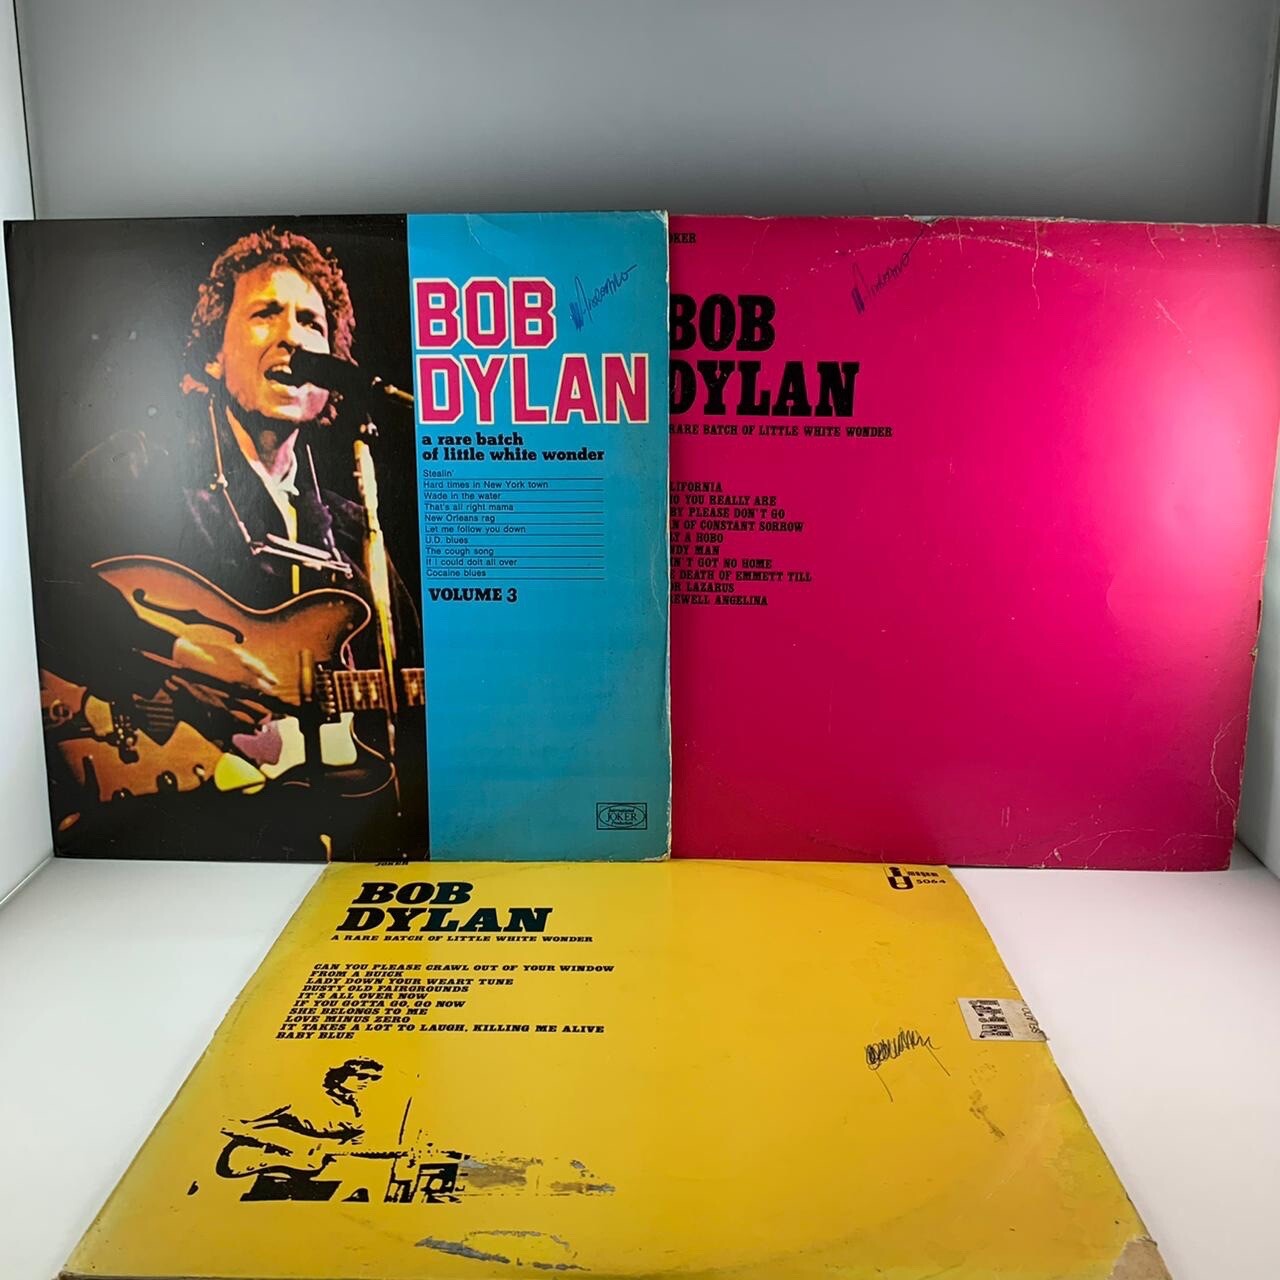 BOB
DYLAN
a rare batch
of little white wonder
Stealin'
Hard times in New York town
Wade in the water
That's all right mama
New Orleans rag
Let me follow you down
U.D. blues
The cough song
If I could doit all over
Cocaine blues
VOLUME 3
International
JOKER
Production
OKER
BOB
DYLAN
RARE BATCH OF LITTLE WHITE WONDER
LIFORNIA
O YOU REALLY ARE
BY PLEASE DON'T GO
N OF CONSTANT SORROW
LY A HOBO
NDY MAN
IN'T GOT NO HOME
E DEATH OF EMMETT TILL
OR LAZARUS
REWELL ANGELINA
JOKER
BOB
DYLAN
A RARE BATCH OF LITTLE WHITE WONDER
CAN YOU PLEASE CRAWL OUT OF YOUR WINDOW
FROM A BUICK
LADY DOWN YOUR WEART TUNE
DUSTY OLD FAIRGROUNDS
IT'S ALL OVER NOW
IF YOU GOTTA GO, GO NOW
SHE BELONGS TO ME
LOVE MINUS ZERO
IT TAKES A LOT TO LAUGH, KILLING ME ALIVE
BABY BLUE
5064